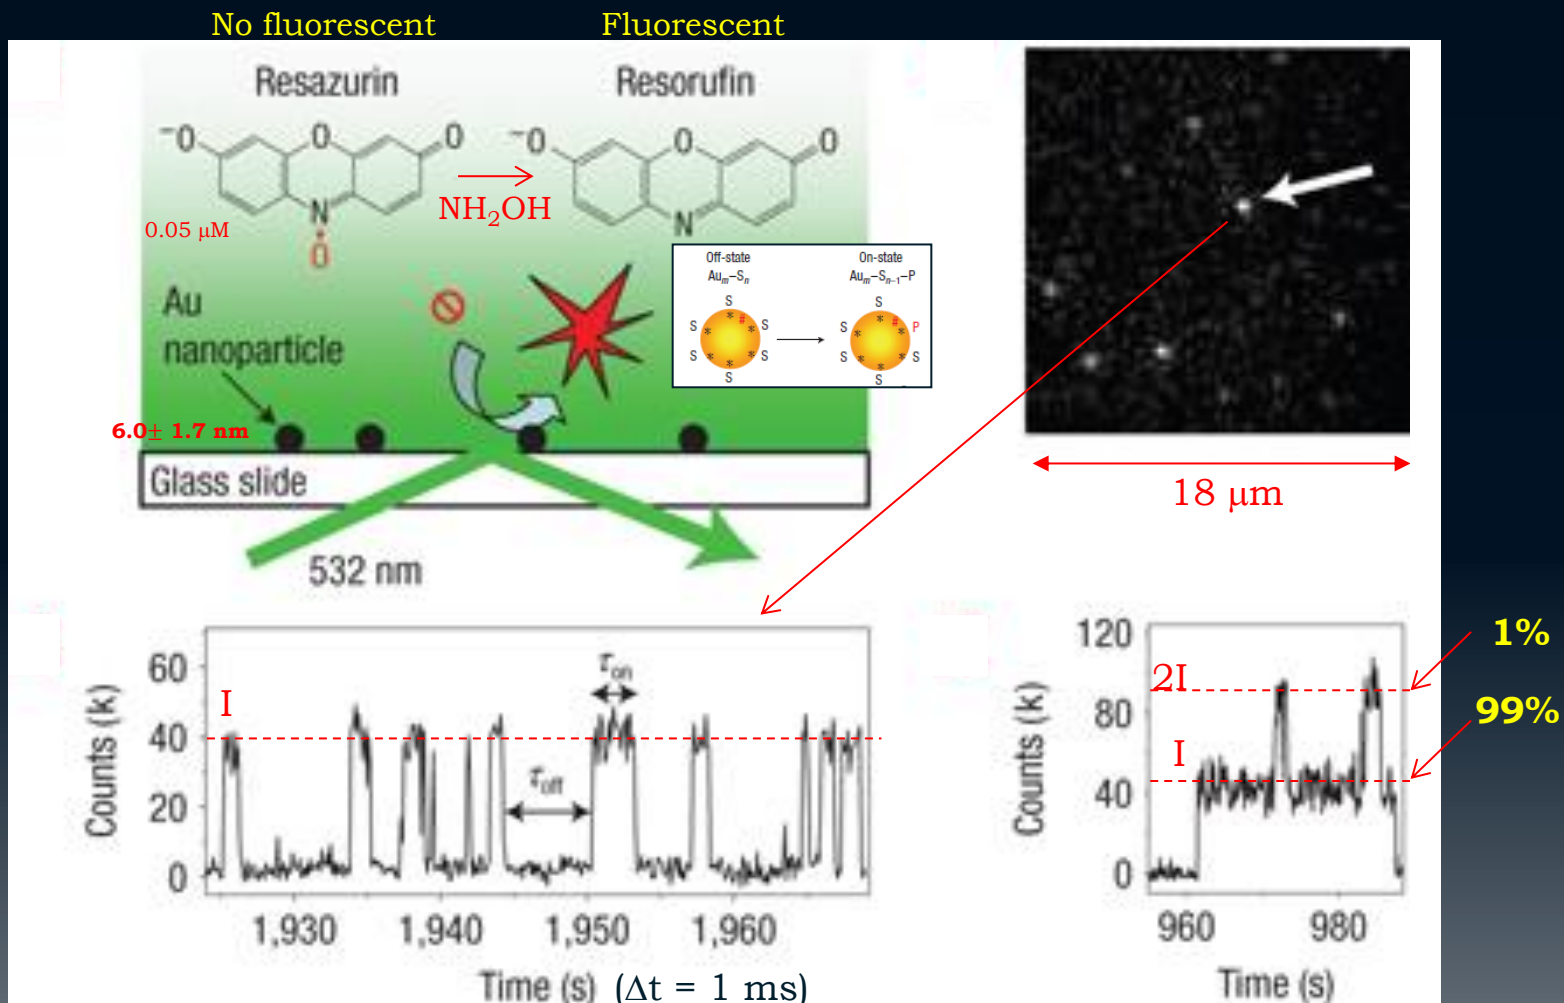 No fluorescent
Fluorescent
Resazurin
Resorufin
⁻O
O
O
N
O
0.05 μM
NH₂OH
⁻O
O
O
N
Au
nanoparticle
6.0± 1.7 nm
Off-state
Auₘ–Sₙ
S
S
S
S
S
S
*
*
*
*
*
#
On-state
Auₘ–Sₙ₋₁–P
S
S
P
S
S
S
*
*
*
*
*
#
Glass slide
532 nm
18 μm
Counts (k)
60
40
20
0
I
τon
τoff
1,930
1,940
1,950
1,960
Time (s) (Δt = 1 ms)
Counts (k)
120
80
40
0
2I
I
960
980
Time (s)
1%
99%